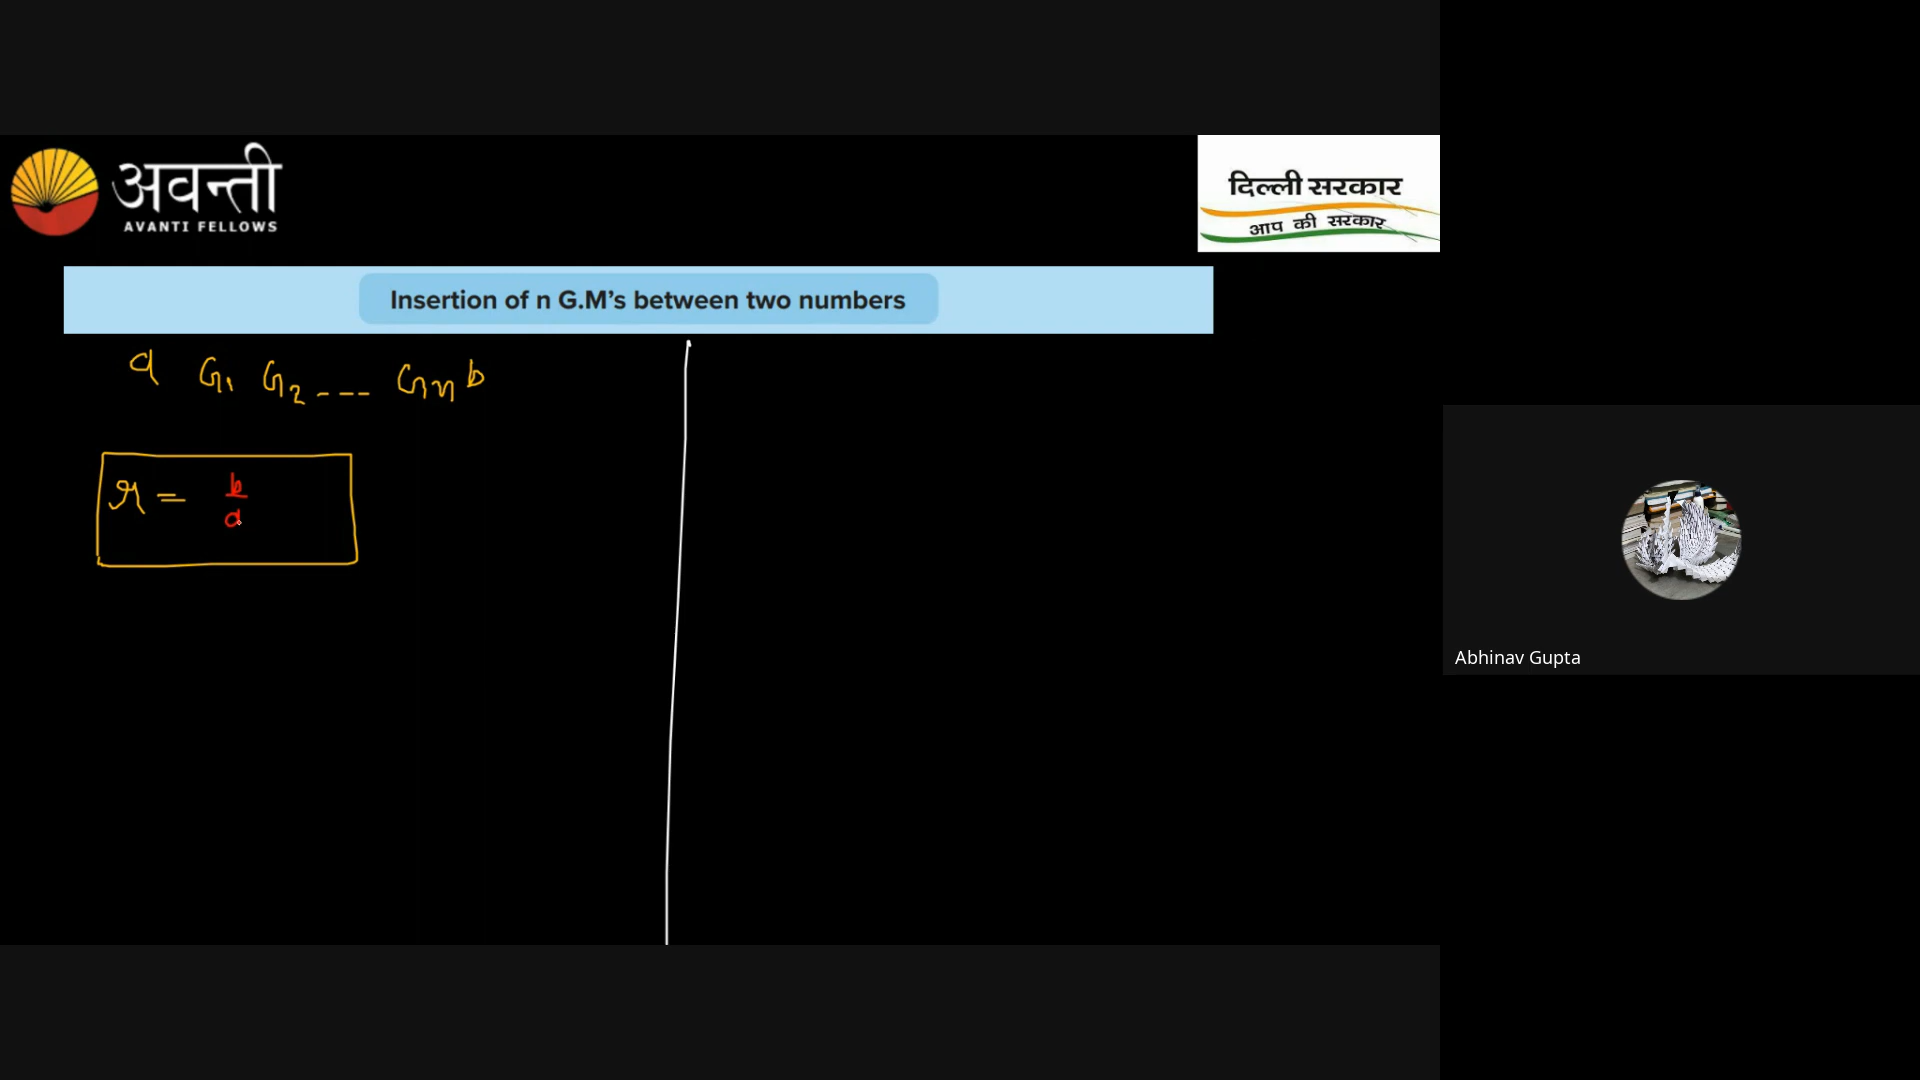 अवन्ती
AVANTI FELLOWS
दिल्ली सरकार
आप की सरकार
Insertion of n G.M’s between two numbers
a G₁ G₂ --- Gₙ b
r = b/a
Abhinav Gupta